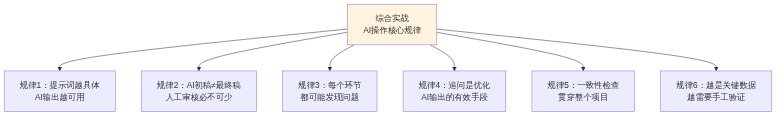 综合实战
AI操作核心规律
规律1：提示词越具体
AI输出越可用
规律2：AI初稿≠最终稿
人工审核必不可少
规律3：每个环节
都可能发现问题
规律4：追问是优化
AI输出的有效手段
规律5：一致性检查
贯穿整个项目
规律6：越是关键数据
越需要手工验证